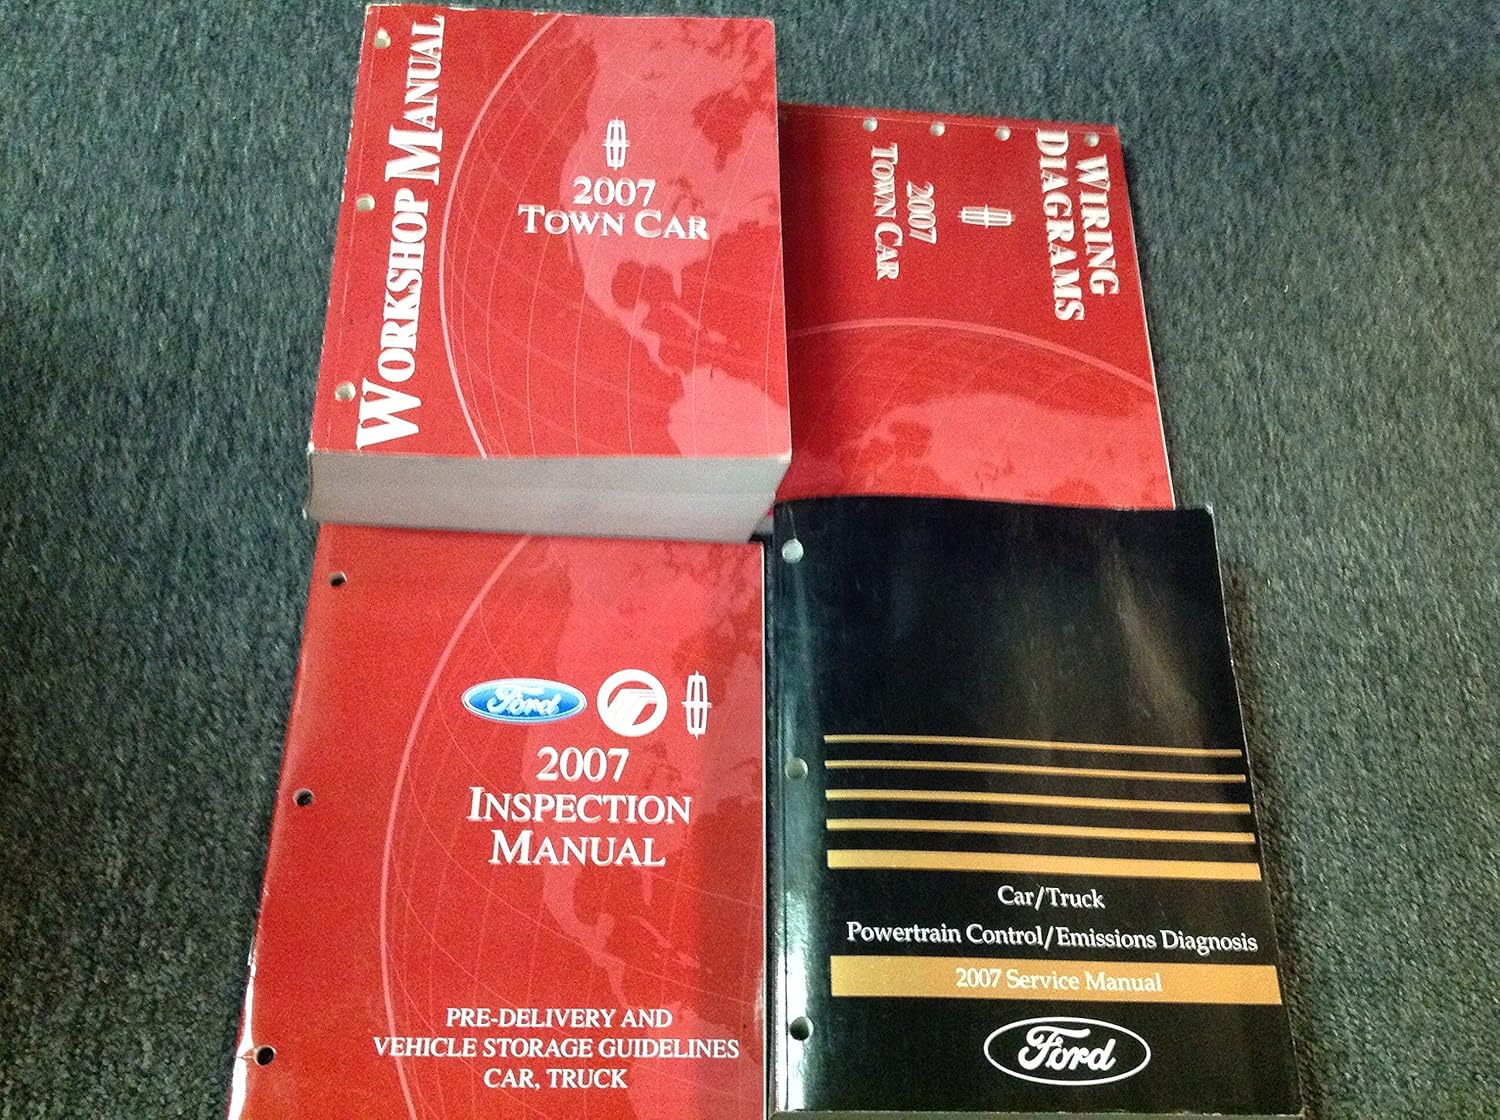 WORKSHOP MANUAL
2007
TOWN CAR
WIRING
DIAGRAMS
2007
TOWN CAR
Ford
2007
INSPECTION
MANUAL
PRE-DELIVERY AND
VEHICLE STORAGE GUIDELINES
CAR, TRUCK
Car/Truck
Powertrain Control/Emissions Diagnosis
2007 Service Manual
Ford